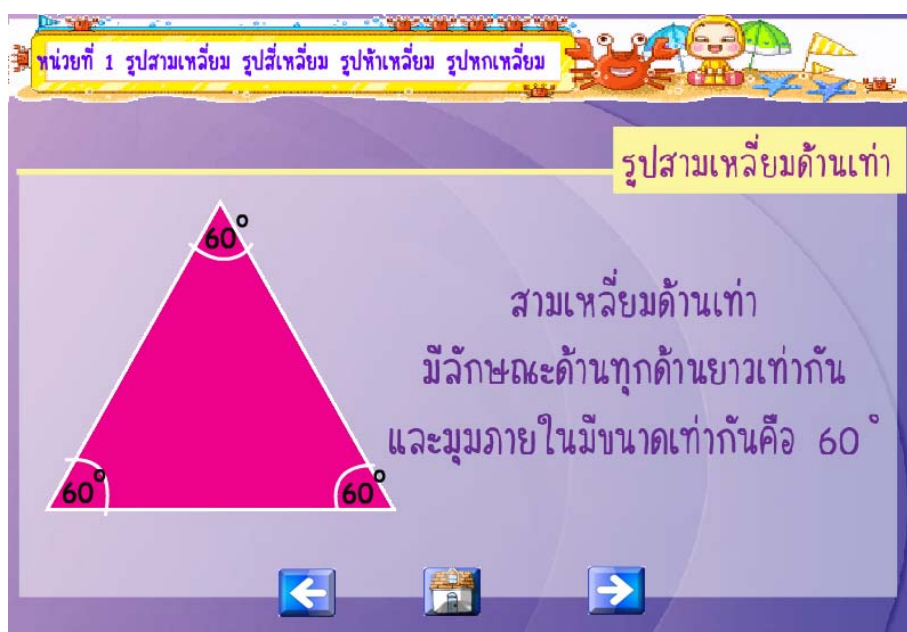 หน่วยที่ 1 รูปสามเหลี่ยม รูปสี่เหลี่ยม รูปห้าเหลี่ยม รูปหกเหลี่ยม
รูปสามเหลี่ยมด้านเท่า
60°
สามเหลี่ยมด้านเท่า
มีลักษณะด้านทุกด้านยาวเท่ากัน
และมุมภายในมีขนาดเท่ากันคือ 60°
60° 60°